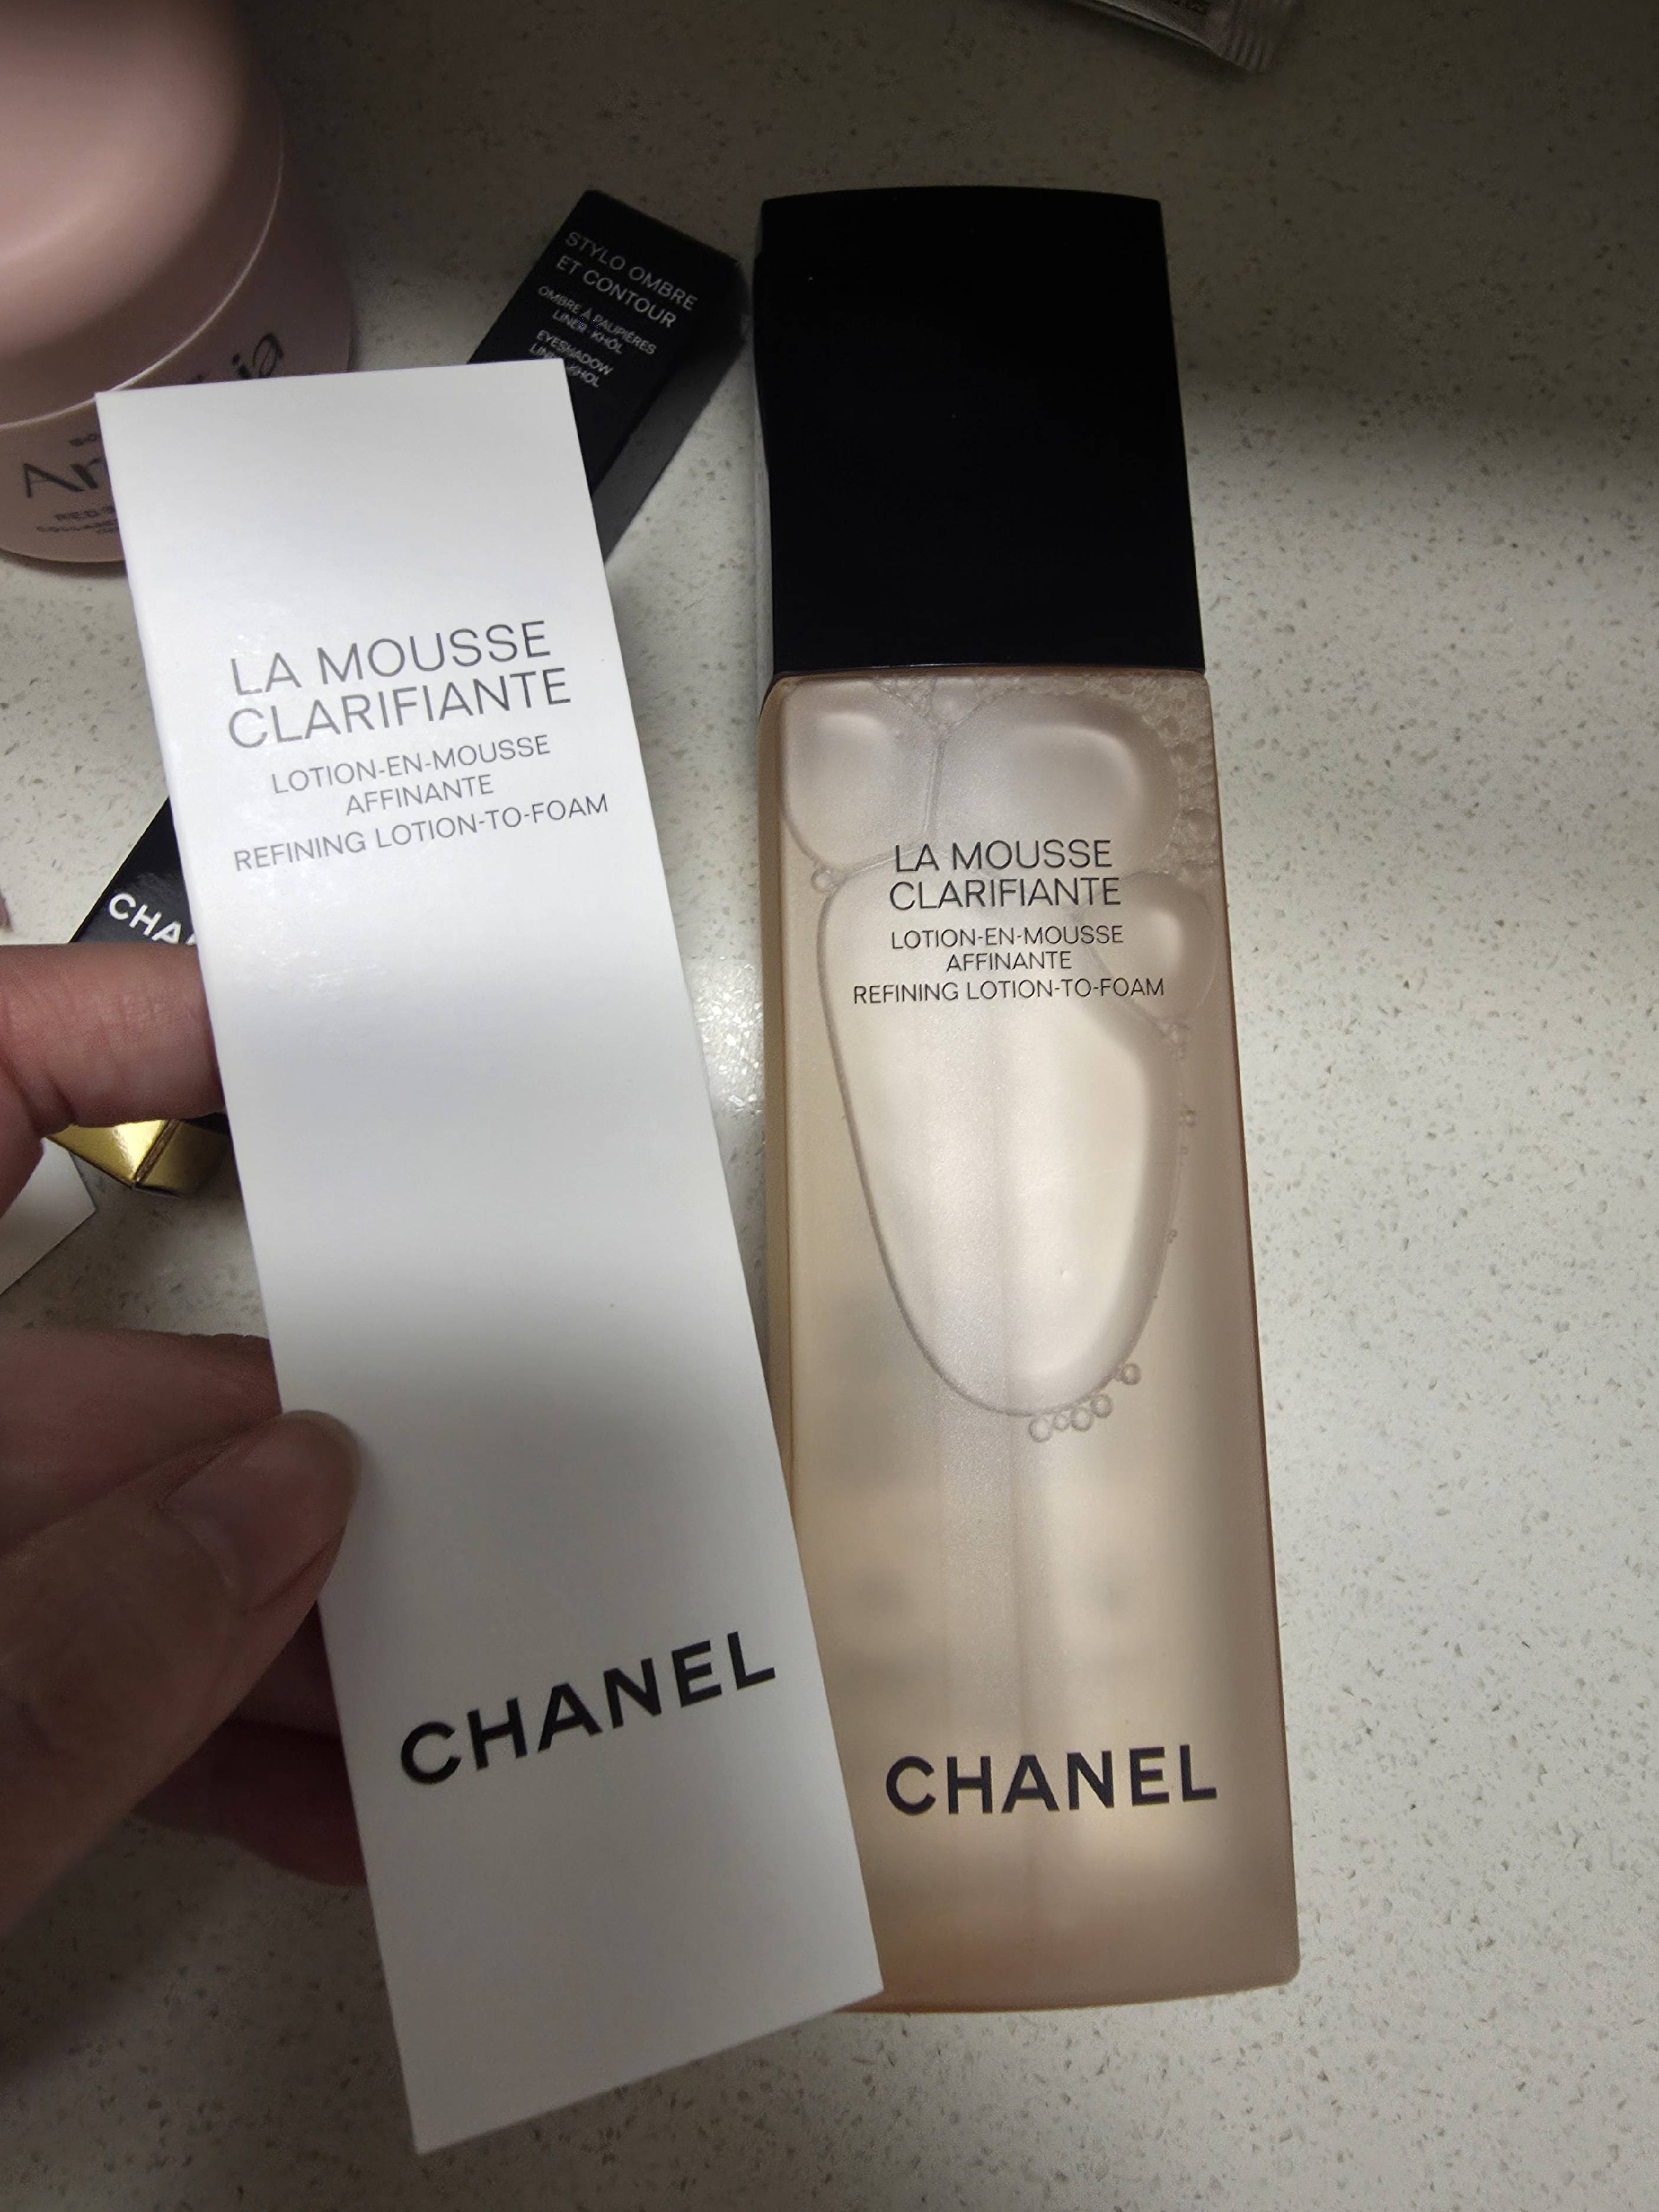 STYLO OMBRE
ET CONTOUR
OMBRE À PAUPIÈRES
LINER · KHÔL
EYESHADOW
LA MOUSSE
CLARIFIANTE
LOTION-EN-MOUSSE
AFFINANTE
REFINING LOTION-TO-FOAM
CHANEL
LA MOUSSE
CLARIFIANTE
LOTION-EN-MOUSSE
AFFINANTE
REFINING LOTION-TO-FOAM
CHANEL